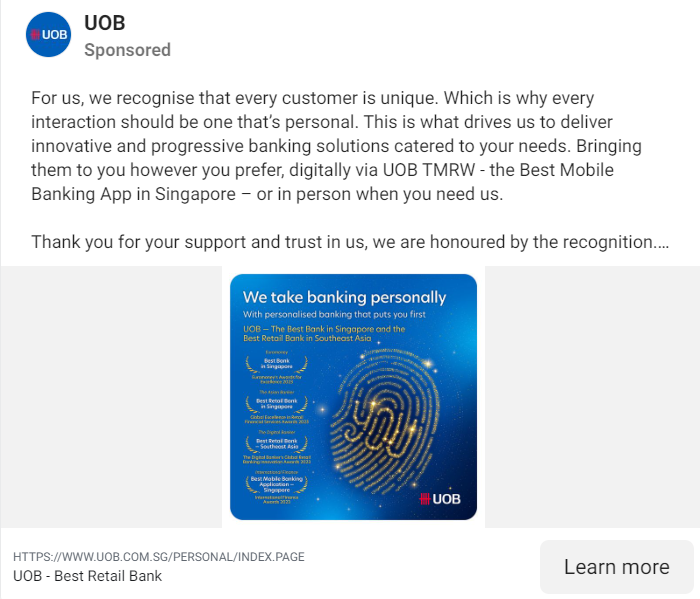 UOB
UOB
Sponsored
For us, we recognise that every customer is unique. Which is why every
interaction should be one that's personal. This is what drives us to deliver
innovative and progressive banking solutions catered to your needs. Bringing
them to you however you prefer, digitally via UOB TMRW - the Best Mobile
Banking App in Singapore – or in person when you need us.
Thank you for your support and trust in us, we are honoured by the recognition....
We take banking personally
With personalised banking that puts you first
UOB – The Best Bank in Singapore and the
Best Retail Bank in Southeast Asia
Euromoney
Best Bank
in Singapore
Euromoney's Awards for
Excellence 2023
Best Retail Bank
in Singapore
Global Excellence in Retail
Financial Services Awards 2023
The Digital Banker
Best Retail Bank
– Southeast Asia
The Digital Banker's Global Retail
Banking Innovation Awards 2023
International Finance
Best Mobile Banking
Application –
Singapore
International Finance
Awards 2023
UOB
HTTPS://WWW.UOB.COM.SG/PERSONAL/INDEX.PAGE
UOB - Best Retail Bank
Learn more